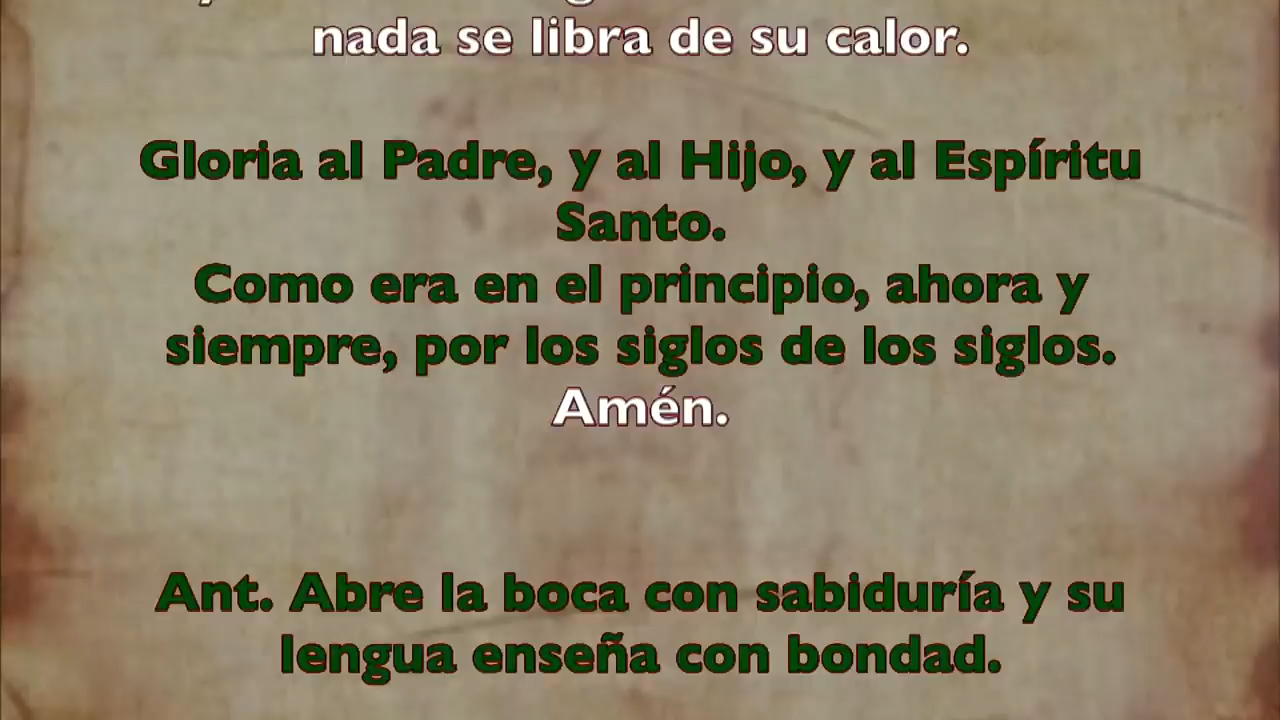 nada se libra de su calor.
Gloria al Padre, y al Hijo, y al Espíritu
Santo.
Como era en el principio, ahora y
siempre, por los siglos de los siglos.
Amén.
Ant. Abre la boca con sabiduría y su
lengua enseña con bondad.